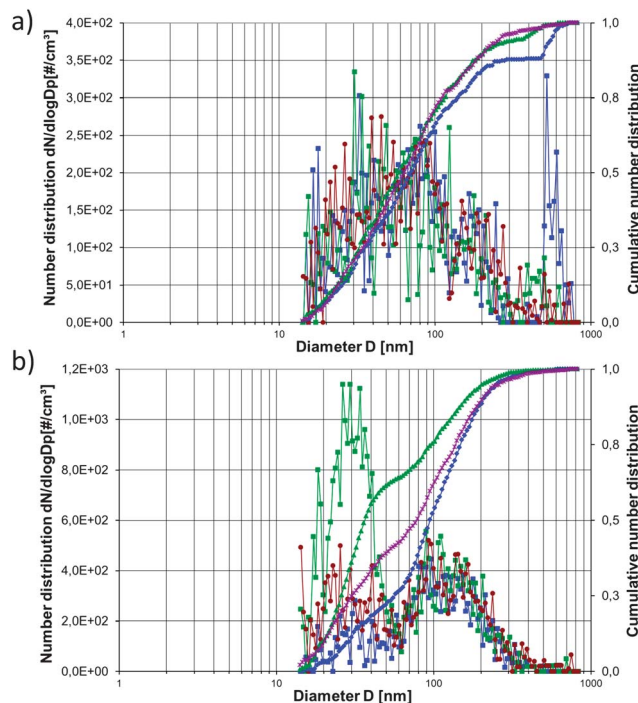 a)
Number distribution dN/dlogDp[#/cm³]
4,0E+02
3,5E+02
3,0E+02
2,5E+02
2,0E+02
1,5E+02
1,0E+02
5,0E+01
0,0E+00
1 10 100 1000
Diameter D [nm]
1,0
0,8
0,5
0,3
0,0
Cumulative number distribution
b)
Number distribution dN/dlogDp[#/cm³]
1,2E+03
1,0E+03
8,0E+02
6,0E+02
4,0E+02
2,0E+02
0,0E+00
1 10 100 1000
Diameter D [nm]
1,0
0,8
0,5
0,3
0,0
Cumulative number distribution